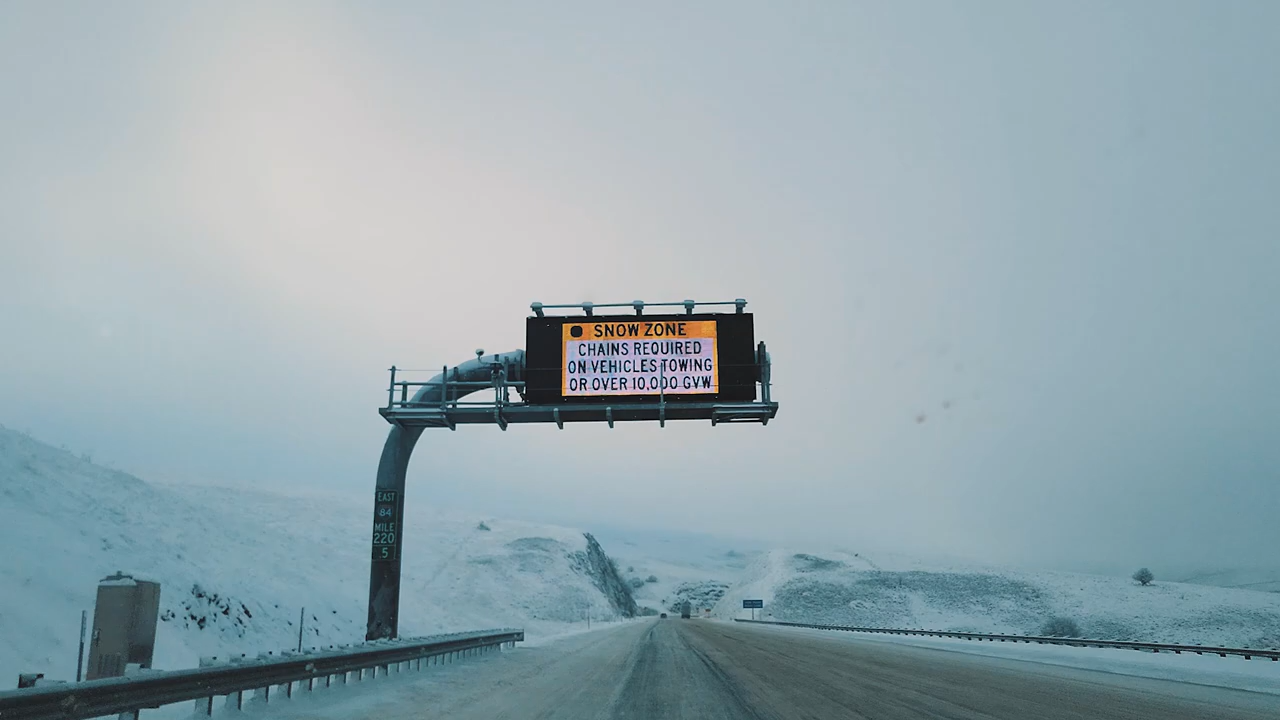 SNOW ZONE
CHAINS REQUIRED
ON VEHICLES TOWING
OR OVER 10,000 GVW
EAST
84
MILE
220
.5